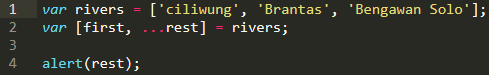 1 var rivers = ['ciliwung', 'Brantas', 'Bengawan Solo'];
2 var [first, ...rest] = rivers;
3
4 alert(rest);